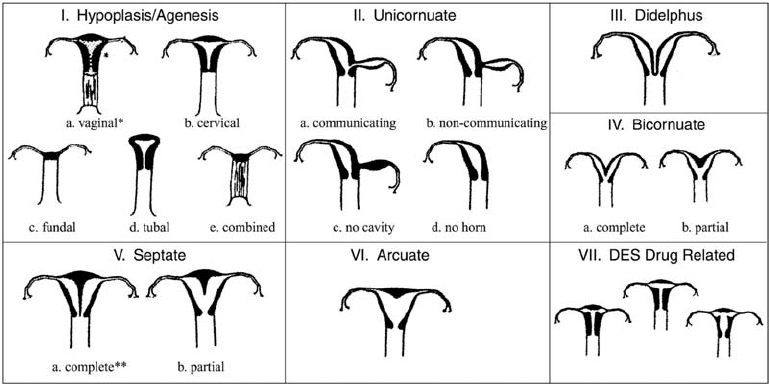 I. Hypoplasis/Agenesis
*
a. vaginal*
b. cervical
c. fundal
d. tubal
e. combined
II. Unicornuate
a. communicating
b. non-communicating
c. no cavity
d. no horn
III. Didelphus
IV. Bicornuate
a. complete
b. partial
V. Septate
a. complete**
b. partial
VI. Arcuate
VII. DES Drug Related